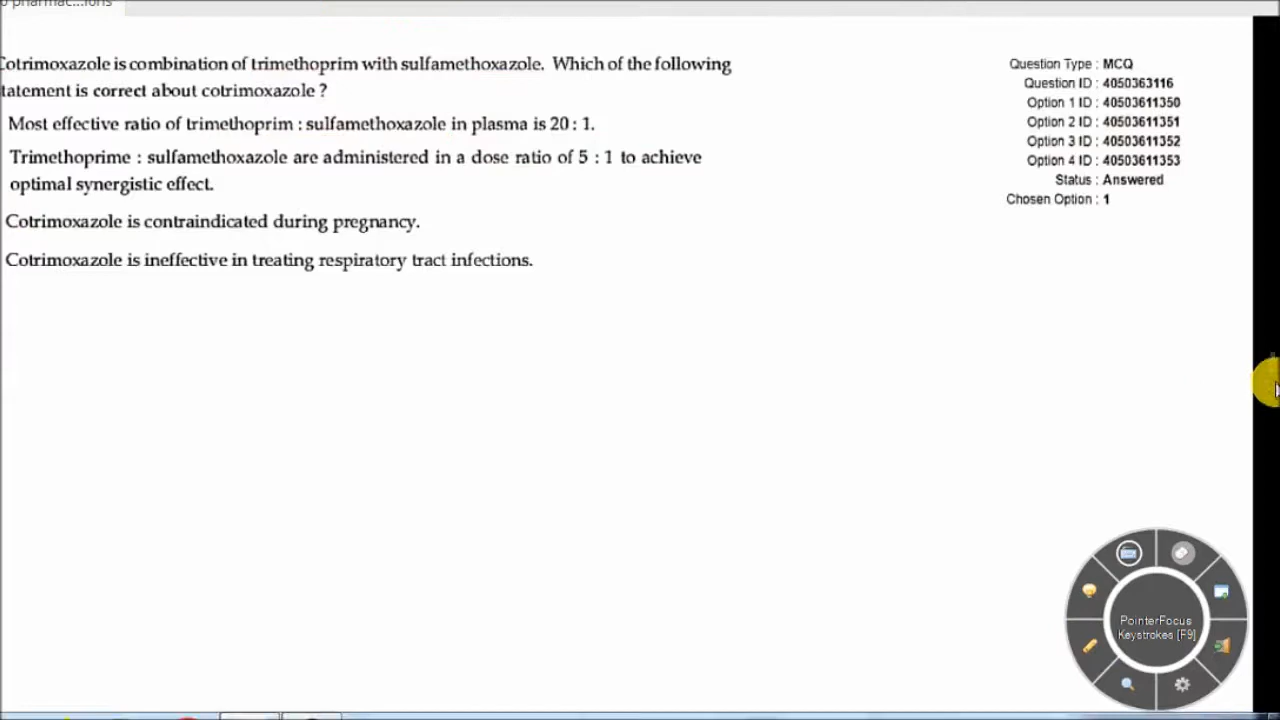 o pharmac...ions
Cotrimoxazole is combination of trimethoprim with sulfamethoxazole. Which of the following
tatement is correct about cotrimoxazole ?
Most effective ratio of trimethoprim : sulfamethoxazole in plasma is 20 : 1.
Trimethoprime : sulfamethoxazole are administered in a dose ratio of 5 : 1 to achieve
optimal synergistic effect.
Cotrimoxazole is contraindicated during pregnancy.
Cotrimoxazole is ineffective in treating respiratory tract infections.
Question Type : MCQ
Question ID : 4050363116
Option 1 ID : 40503611350
Option 2 ID : 40503611351
Option 3 ID : 40503611352
Option 4 ID : 40503611353
Status : Answered
Chosen Option : 1
PointerFocus
Keystrokes [F9]